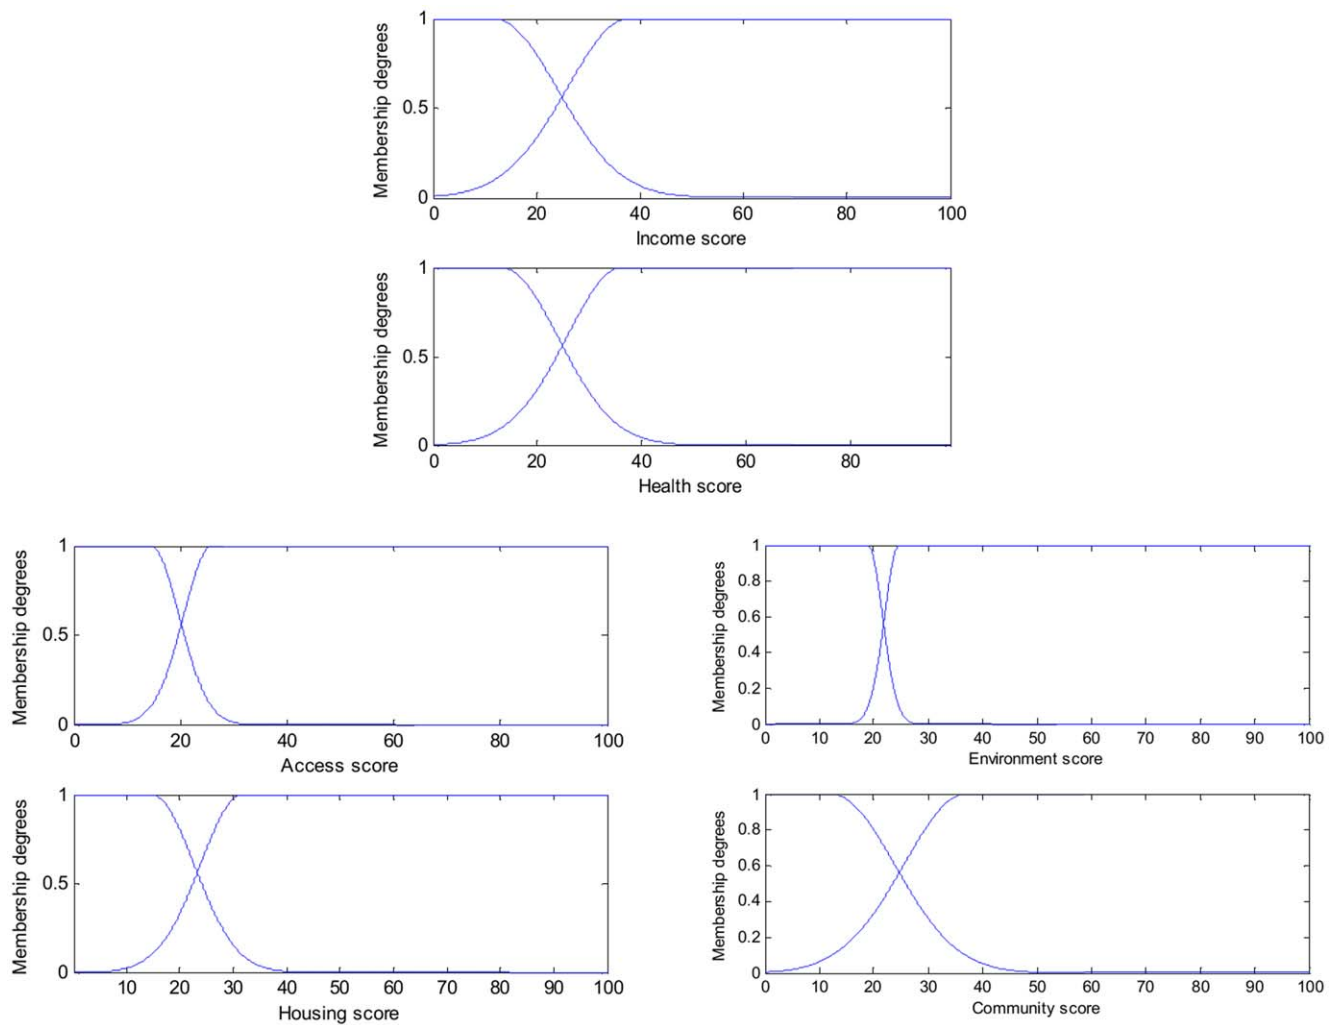 Membership degrees
1
0.5
0
0 20 40 60 80 100
Income score
Membership degrees
1
0.5
0
0 20 40 60 80
Health score
Membership degrees
1
0.5
0
0 20 40 60 80 100
Access score
Membership degrees
1
0.8
0.6
0.4
0.2
0
0 10 20 30 40 50 60 70 80 90 100
Environment score
Membership degrees
1
0.5
0
10 20 30 40 50 60 70 80 90 100
Housing score
Membership degrees
1
0.8
0.6
0.4
0.2
0
0 10 20 30 40 50 60 70 80 90 100
Community score